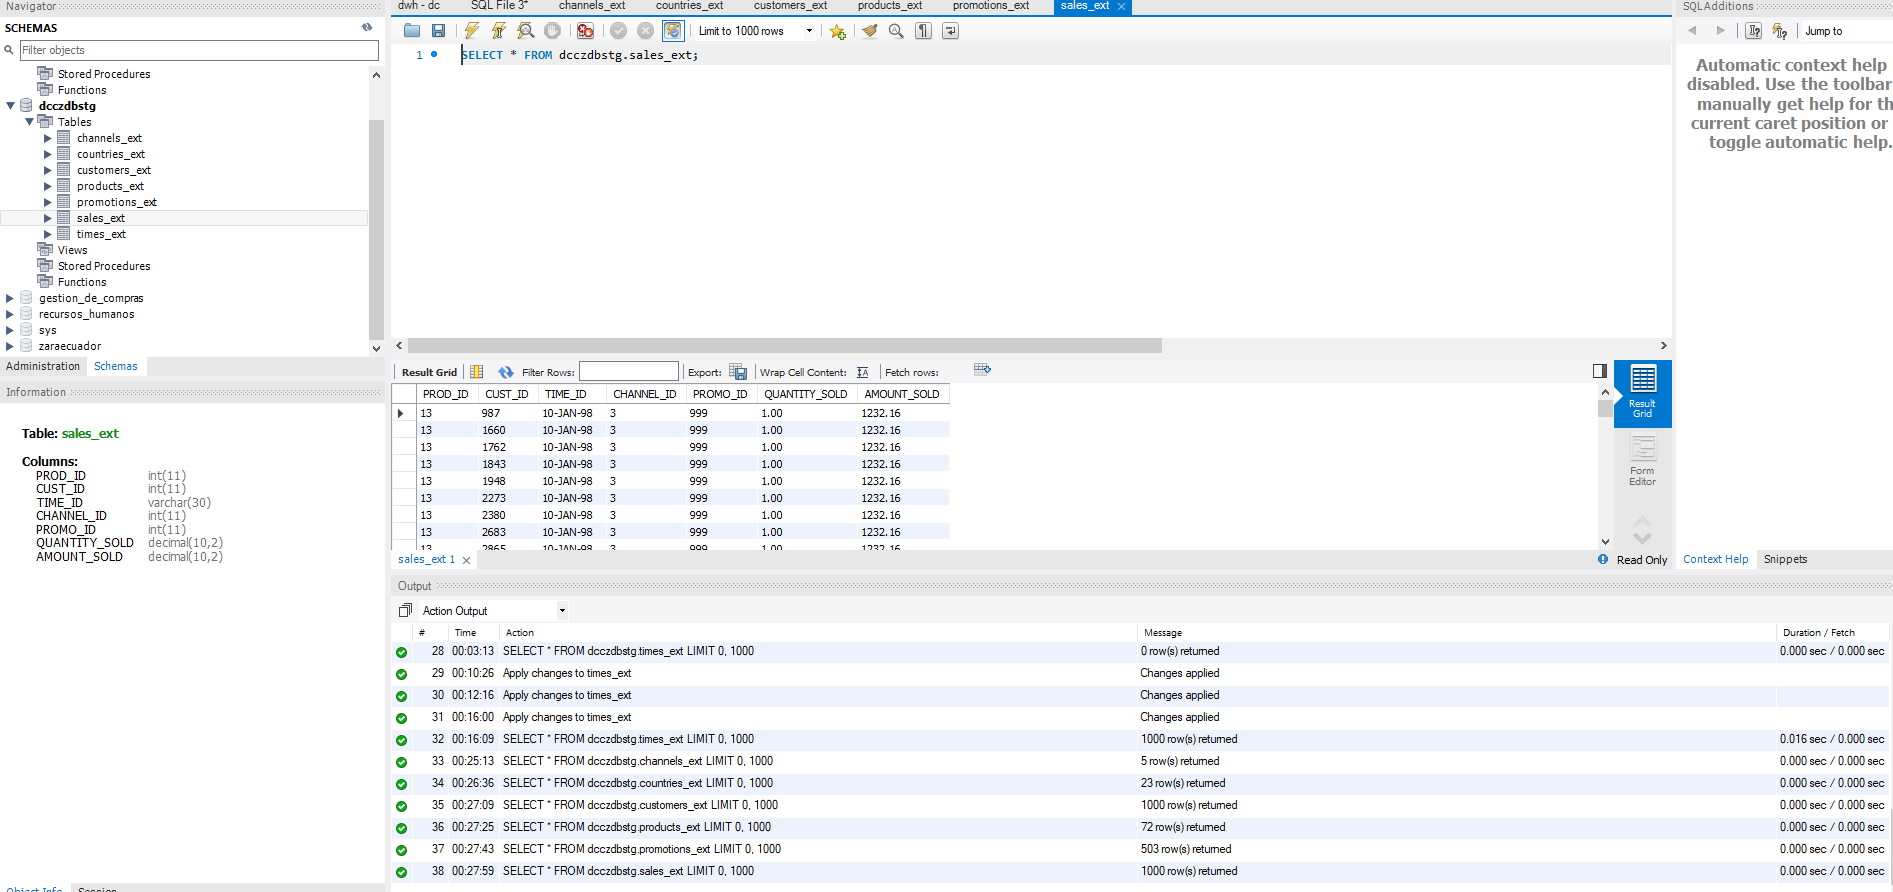 Navigator
SCHEMAS
Filter objects
Stored Procedures
Functions
dcczdbstg
Tables
channels_ext
countries_ext
customers_ext
products_ext
promotions_ext
sales_ext
times_ext
Views
Stored Procedures
Functions
gestion_de_compras
recursos_humanos
sys
zaraecuador
Administration Schemas
Information
Table: sales_ext
Columns:
PROD_ID int(11)
CUST_ID int(11)
TIME_ID varchar(30)
CHANNEL_ID int(11)
PROMO_ID int(11)
QUANTITY_SOLD decimal(10,2)
AMOUNT_SOLD decimal(10,2)
Object Info Session
dwh - dc SQL File 3* channels_ext countries_ext customers_ext products_ext promotions_ext sales_ext
Limit to 1000 rows
1 SELECT * FROM dcczdbstg.sales_ext;
Result Grid Filter Rows: Export: Wrap Cell Content: Fetch rows:
PROD_ID CUST_ID TIME_ID CHANNEL_ID PROMO_ID QUANTITY_SOLD AMOUNT_SOLD
13 987 10-JAN-98 3 999 1.00 1232.16
13 1660 10-JAN-98 3 999 1.00 1232.16
13 1762 10-JAN-98 3 999 1.00 1232.16
13 1843 10-JAN-98 3 999 1.00 1232.16
13 1948 10-JAN-98 3 999 1.00 1232.16
13 2273 10-JAN-98 3 999 1.00 1232.16
13 2380 10-JAN-98 3 999 1.00 1232.16
13 2683 10-JAN-98 3 999 1.00 1232.16
13 2865 10-JAN-98 3 999 1.00 1232.16
Result
Grid
Form
Editor
sales_ext 1
Read Only
Output
Action Output
# Time Action Message Duration / Fetch
28 00:03:13 SELECT * FROM dcczdbstg.times_ext LIMIT 0, 1000 0 row(s) returned 0.000 sec / 0.000 sec
29 00:10:26 Apply changes to times_ext Changes applied
30 00:12:16 Apply changes to times_ext Changes applied
31 00:16:00 Apply changes to times_ext Changes applied
32 00:16:09 SELECT * FROM dcczdbstg.times_ext LIMIT 0, 1000 1000 row(s) returned 0.016 sec / 0.000 sec
33 00:25:13 SELECT * FROM dcczdbstg.channels_ext LIMIT 0, 1000 5 row(s) returned 0.000 sec / 0.000 sec
34 00:26:36 SELECT * FROM dcczdbstg.countries_ext LIMIT 0, 1000 23 row(s) returned 0.000 sec / 0.000 sec
35 00:27:09 SELECT * FROM dcczdbstg.customers_ext LIMIT 0, 1000 1000 row(s) returned 0.000 sec / 0.000 sec
36 00:27:25 SELECT * FROM dcczdbstg.products_ext LIMIT 0, 1000 72 row(s) returned 0.000 sec / 0.000 sec
37 00:27:43 SELECT * FROM dcczdbstg.promotions_ext LIMIT 0, 1000 503 row(s) returned 0.000 sec / 0.000 sec
38 00:27:59 SELECT * FROM dcczdbstg.sales_ext LIMIT 0, 1000 1000 row(s) returned 0.000 sec / 0.000 sec
SQLAdditions
Jump to
Automatic context help
disabled. Use the toolbar
manually get help for th
current caret position or
toggle automatic help.
Context Help Snippets